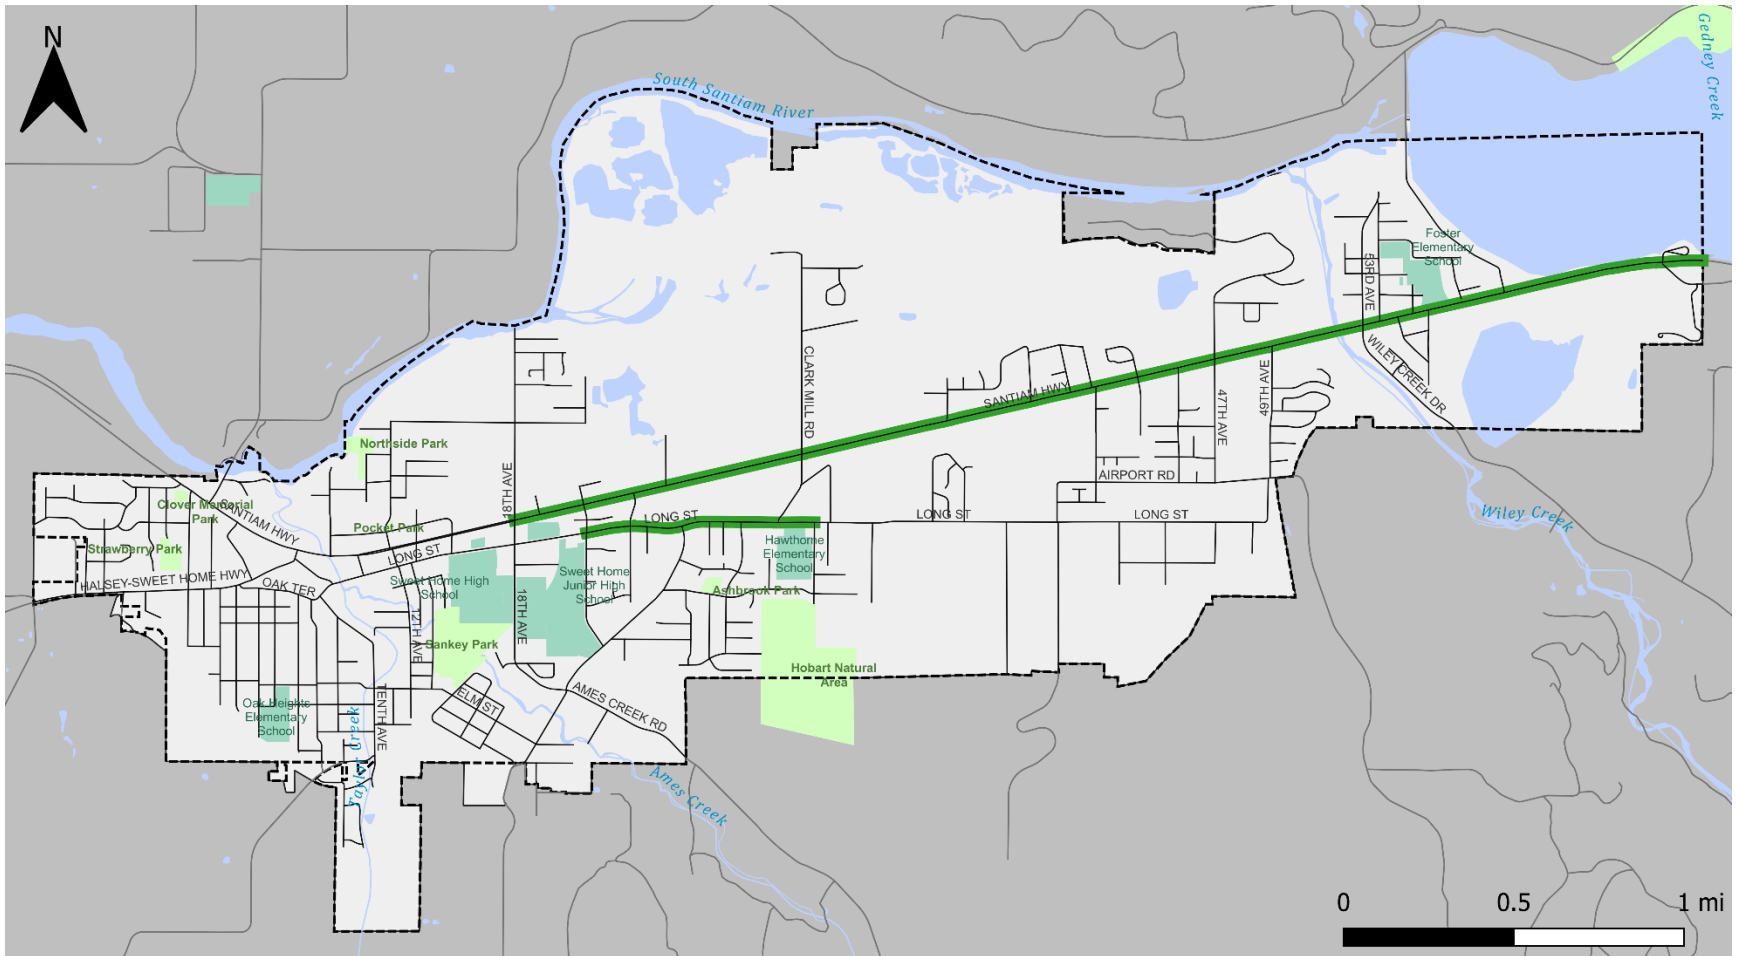 N
Gedney Creek
South Santiam River
Foster
Elementary
School
53RD AVE
WILEY CREEK DR
CLARK MILL RD
SANTIAM HWY
47TH AVE
49TH AVE
Northside Park
18TH AVE
AIRPORT RD
Clover Memorial
Park
SANTIAM HWY
Pocket Park
LONG ST
LONG ST
LONG ST
Wiley Creek
Strawberry Park
LONG ST
Hawthorne
Elementary
School
HALSEY-SWEET HOME HWY
OAK TER
Sweet Home High
School
Sweet Home
Junior High
School
Ashbrook Park
12TH AVE
18TH AVE
Sankey Park
Hobart Natural
Area
Oak Heights
Elementary
School
TENTH AVE
ELM ST
AMES CREEK RD
Taylor Creek
Ames Creek
0 0.5 1 mi